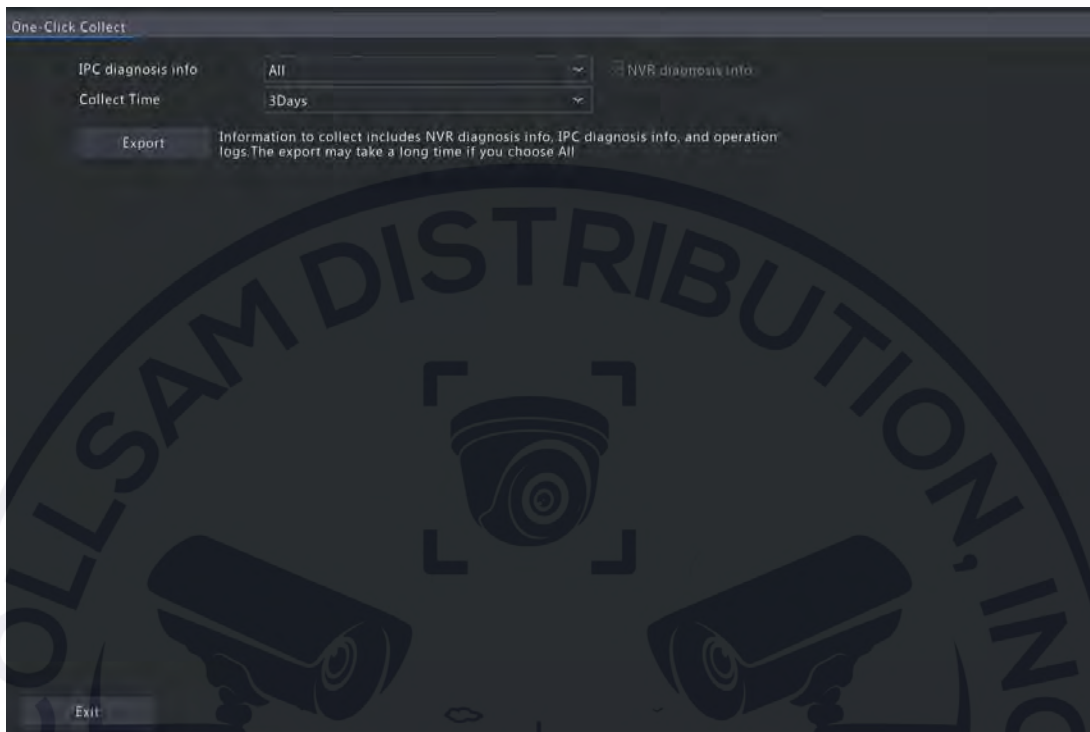 One-Click Collect
IPC diagnosis info All NVR diagnosis info
Collect Time 3Days
Export Information to collect includes NVR diagnosis info, IPC diagnosis info, and operation
logs.The export may take a long time if you choose All
OLLSAM DISTRIBUTION, INC
Exit